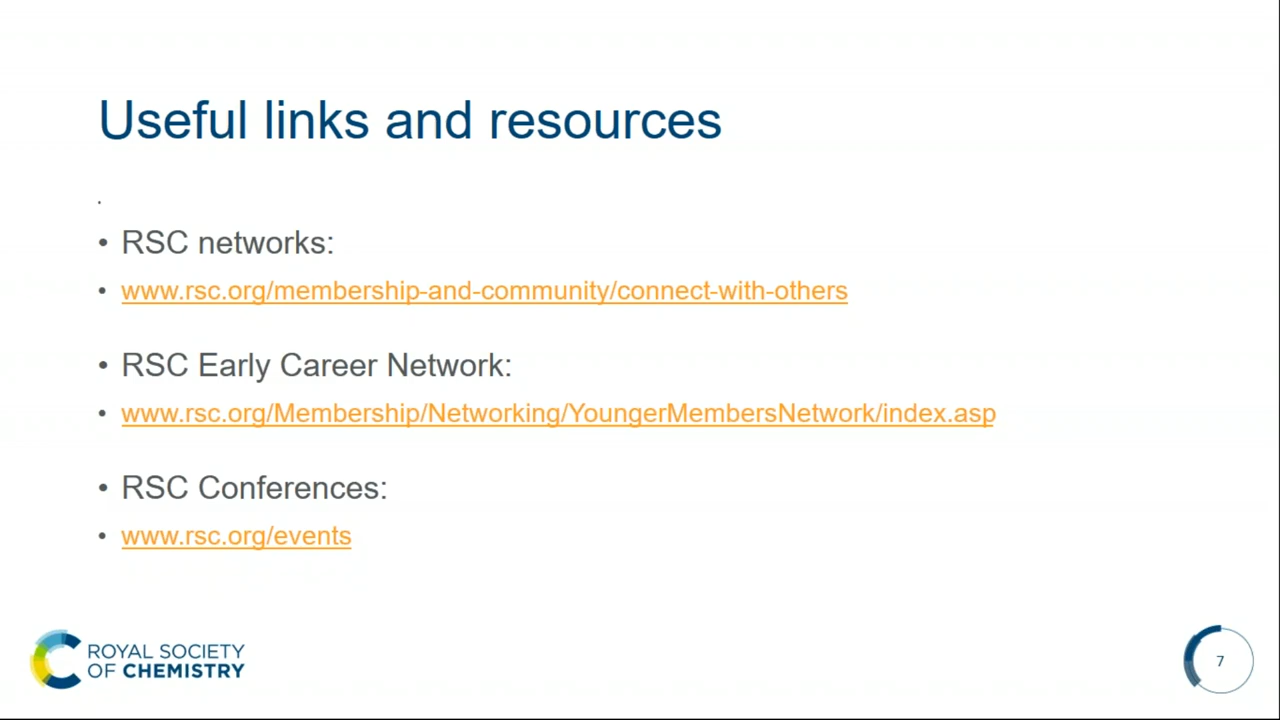 Useful links and resources
.
• RSC networks:
• www.rsc.org/membership-and-community/connect-with-others
• RSC Early Career Network:
• www.rsc.org/Membership/Networking/YoungerMembersNetwork/index.asp
• RSC Conferences:
• www.rsc.org/events
ROYAL SOCIETY
OF CHEMISTRY
7